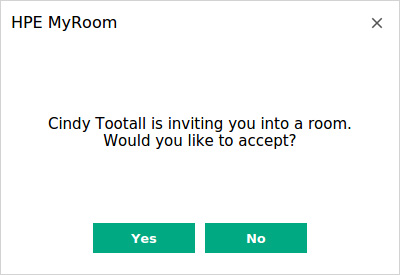 HPE MyRoom
Cindy Tootall is inviting you into a room.
Would you like to accept?
Yes
No